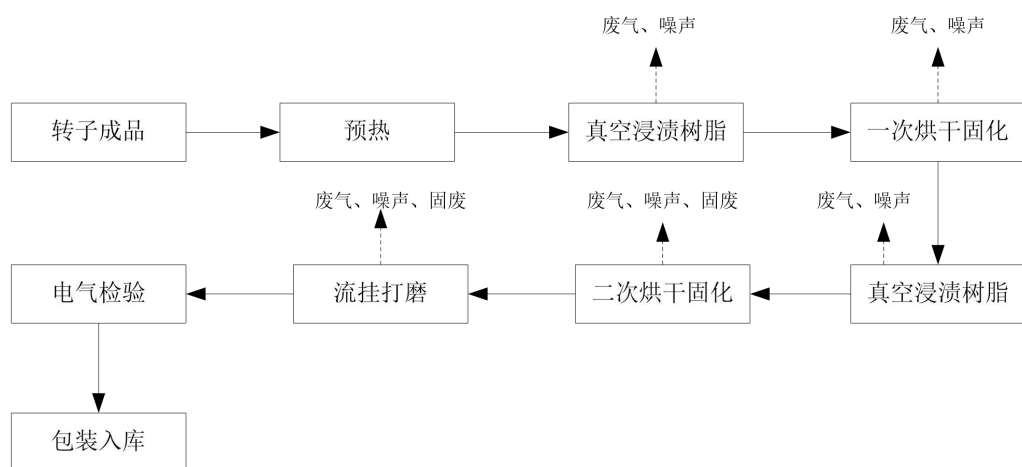 废气、噪声
废气、噪声
转子成品
预热
真空浸渍树脂
一次烘干固化
废气、噪声、固废
废气、噪声、固废
废气、噪声
电气检验
流挂打磨
二次烘干固化
真空浸渍树脂
包装入库